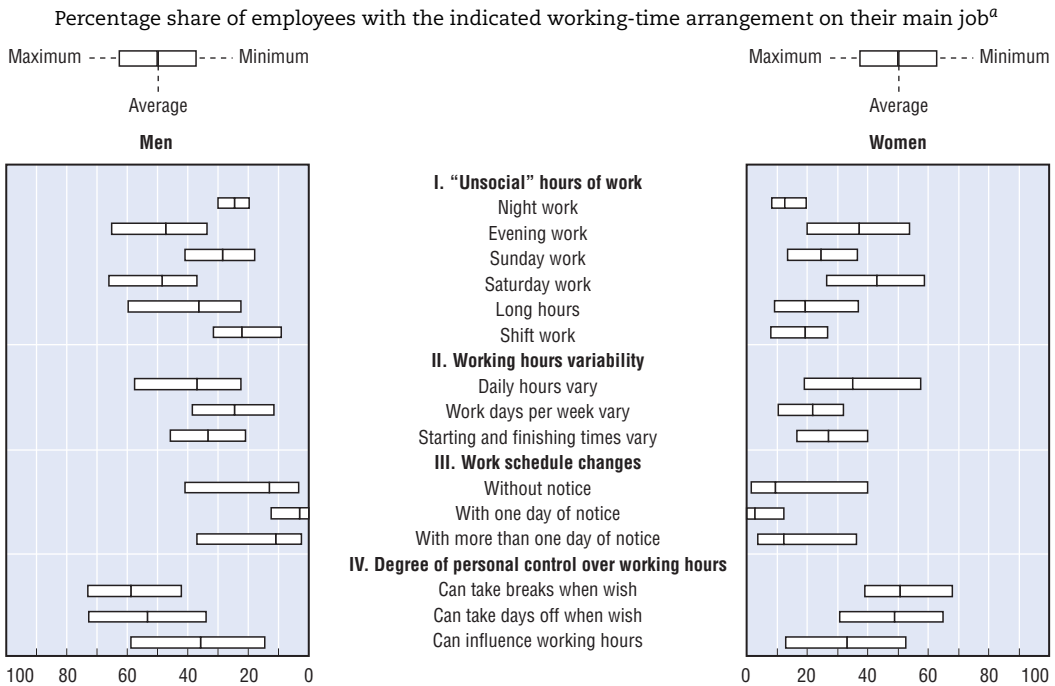 Percentage share of employees with the indicated working-time arrangement on their main job^a
Maximum Minimum
Average
Maximum Minimum
Average
Men
Women
I. “Unsocial” hours of work
Night work
Evening work
Sunday work
Saturday work
Long hours
Shift work
II. Working hours variability
Daily hours vary
Work days per week vary
Starting and finishing times vary
III. Work schedule changes
Without notice
With one day of notice
With more than one day of notice
IV. Degree of personal control over working hours
Can take breaks when wish
Can take days off when wish
Can influence working hours
100 80 60 40 20 0
0 20 40 60 80 100